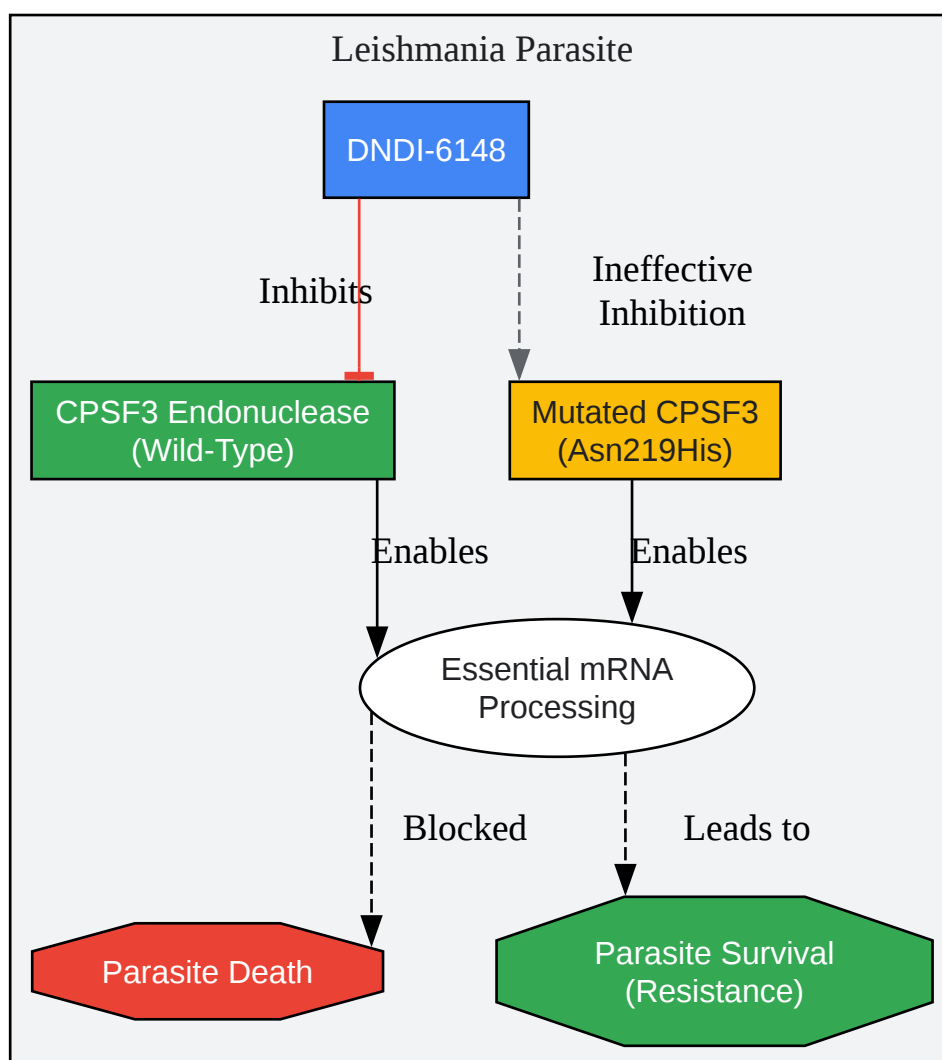 Leishmania Parasite
DNDI-6148
Inhibits
Ineffective
Inhibition
CPSF3 Endonuclease
(Wild-Type)
Mutated CPSF3
(Asn219His)
Enables
Enables
Essential mRNA
Processing
Blocked
Leads to
Parasite Death
Parasite Survival
(Resistance)